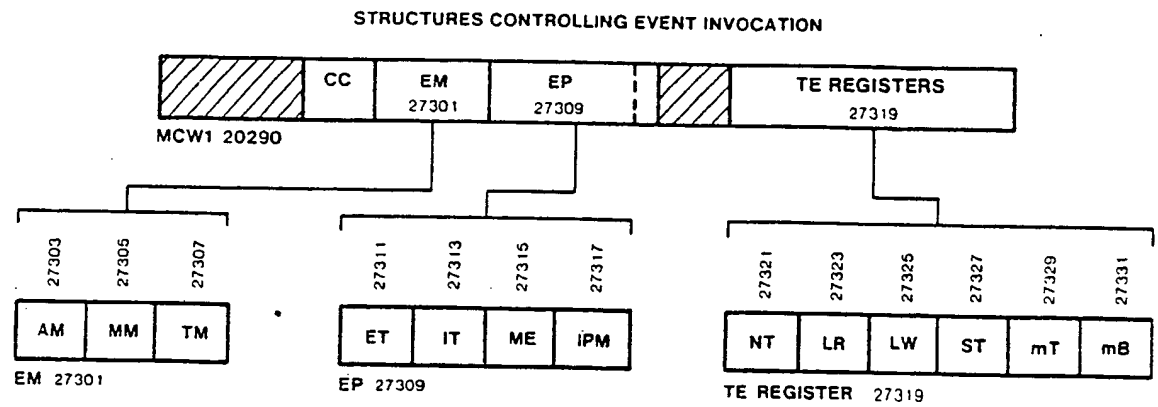 STRUCTURES CONTROLLING EVENT INVOCATION
CC EM EP TE REGISTERS
27301 27309 27319
MCW1 20290
27303 27305 27307
AM MM TM
EM 27301
27311 27313 27315 27317
ET IT ME IPM
EP 27309
27321 27323 27325 27327 27329 27331
NT LR LW ST mT mB
TE REGISTER 27319